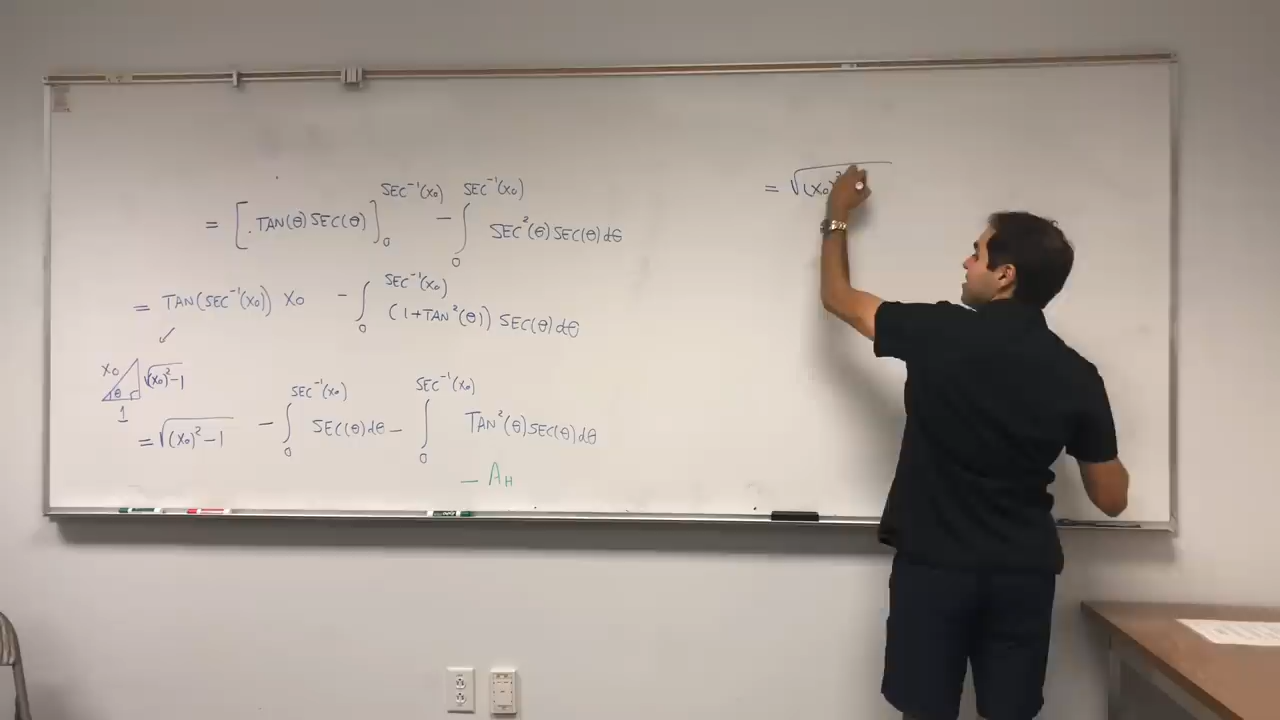 = [TAN(θ)SEC(θ)]₀^SEC⁻¹(x₀) - ∫₀^SEC⁻¹(x₀) SEC²(θ)SEC(θ)dθ
= TAN(SEC⁻¹(x₀)) x₀ - ∫₀^SEC⁻¹(x₀) (1+TAN²(θ)) SEC(θ)dθ
x₀ θ √(x₀)²-1
1
= √(x₀)²-1 - ∫₀^SEC⁻¹(x₀) SEC(θ)dθ - ∫₀^SEC⁻¹(x₀) TAN²(θ)SEC(θ)dθ
- A_H
= √(x₀)²